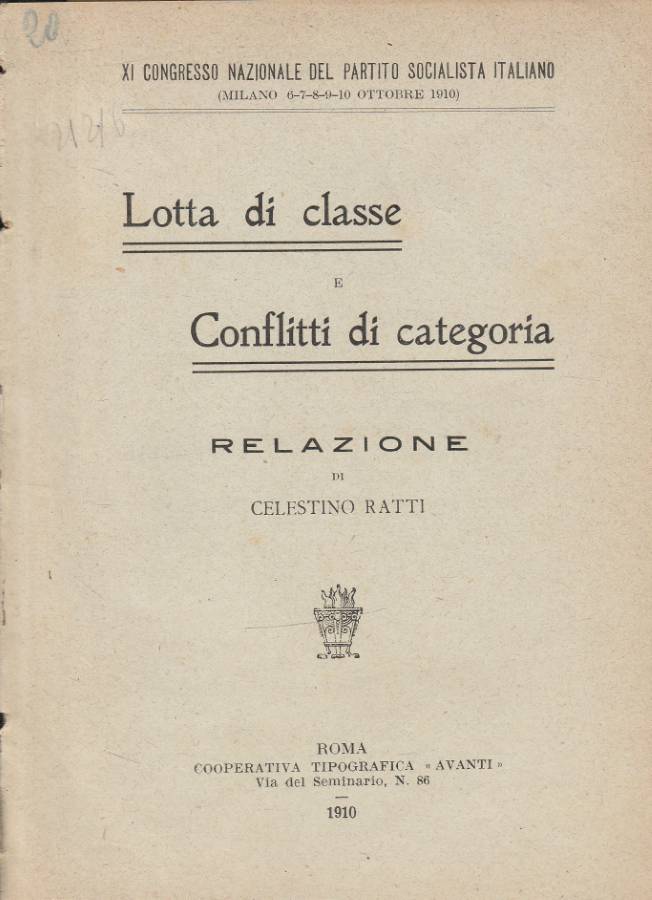 20
XI CONGRESSO NAZIONALE DEL PARTITO SOCIALISTA ITALIANO
(MILANO 6-7-8-9-10 OTTOBRE 1910)
Lotta di classe
E
Conflitti di categoria
RELAZIONE
DI
CELESTINO RATTI
ROMA
COOPERATIVA TIPOGRAFICA « AVANTI »
Via del Seminario, N. 86
1910